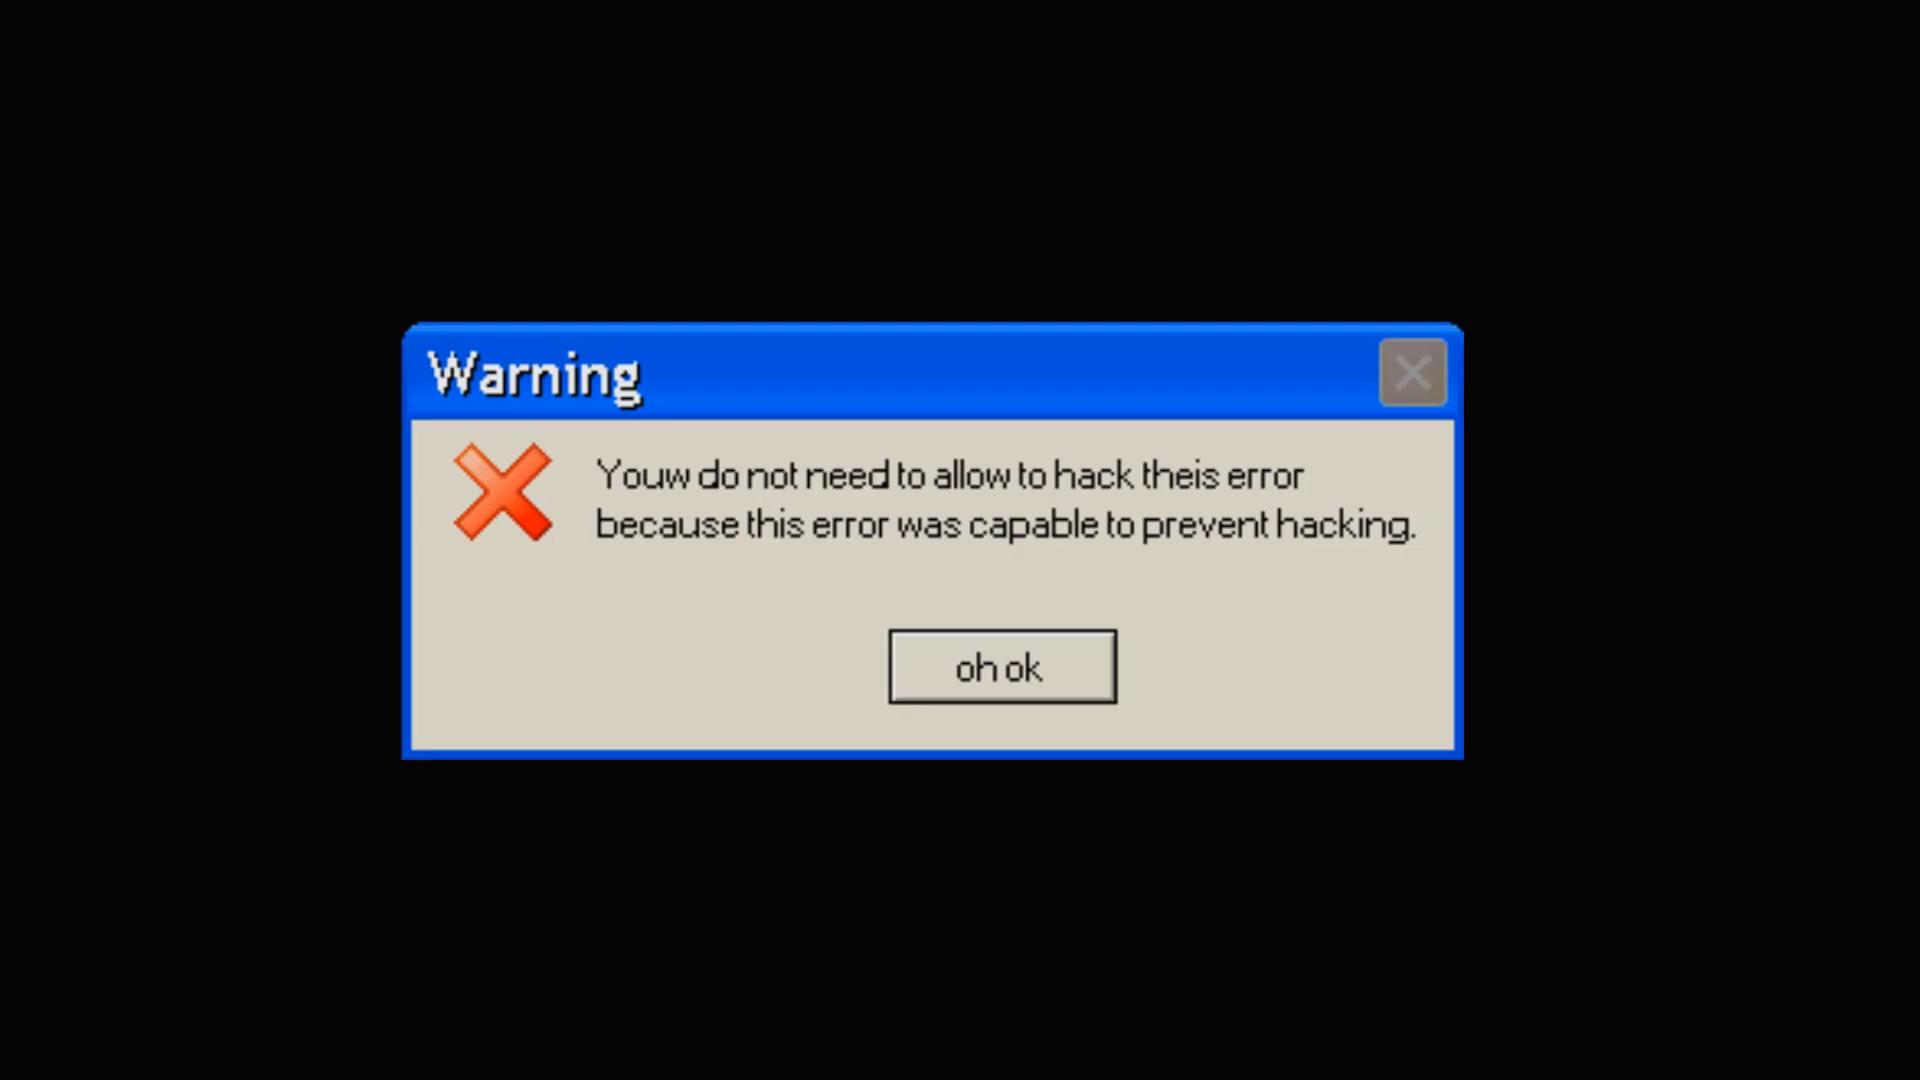 Warning
Youw do not need to allow to hack theis error
because this error was capable to prevent hacking.
oh ok